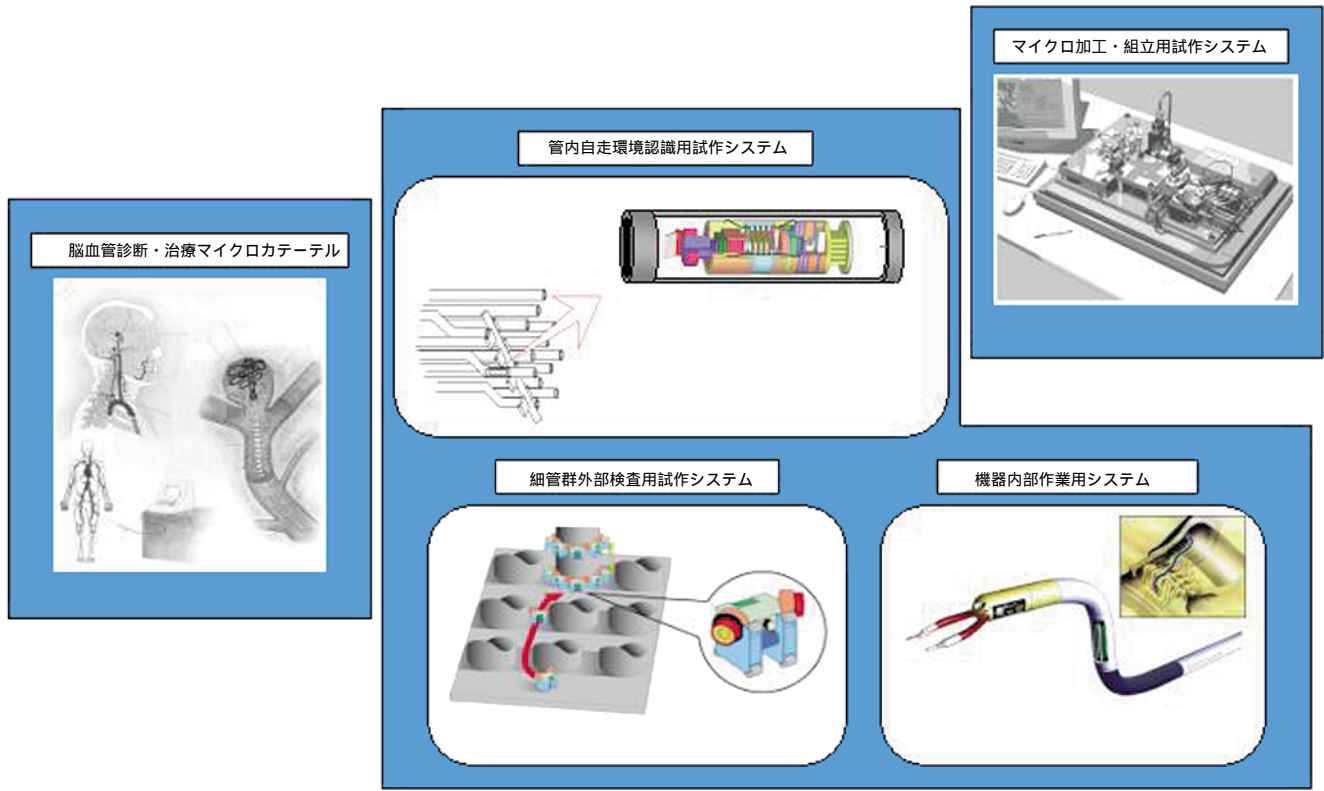 マイクロ加工・組立用試作システム
管内自走環境認識用試作システム
脳血管診断・治療マイクロカテーテル
細管群外部検査用試作システム
機器内部作業用システム